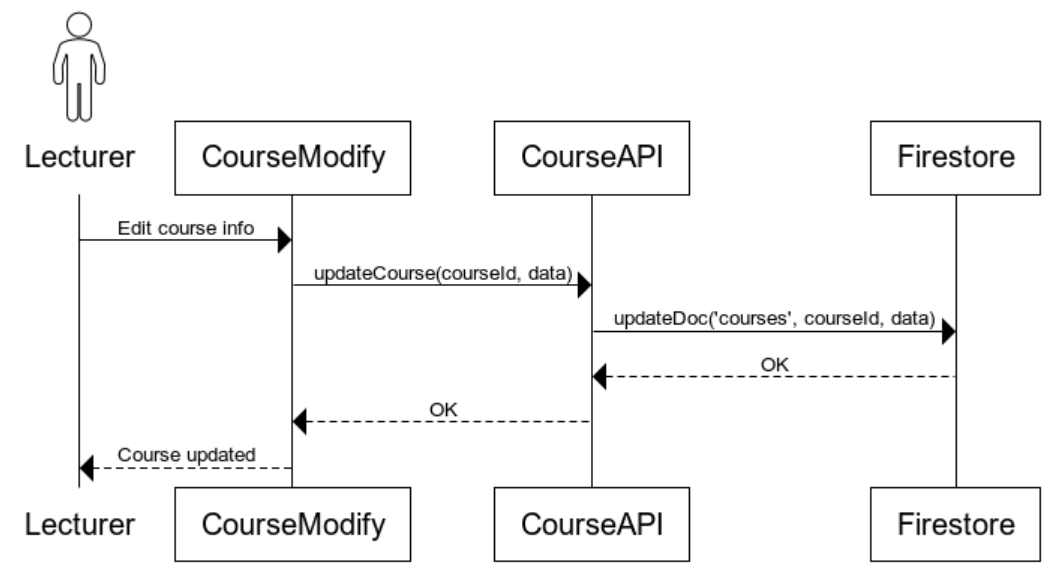 Lecturer
CourseModify
CourseAPI
Firestore
Edit course info
updateCourse(courseId, data)
updateDoc('courses', courseId, data)
OK
OK
Course updated
Lecturer
CourseModify
CourseAPI
Firestore